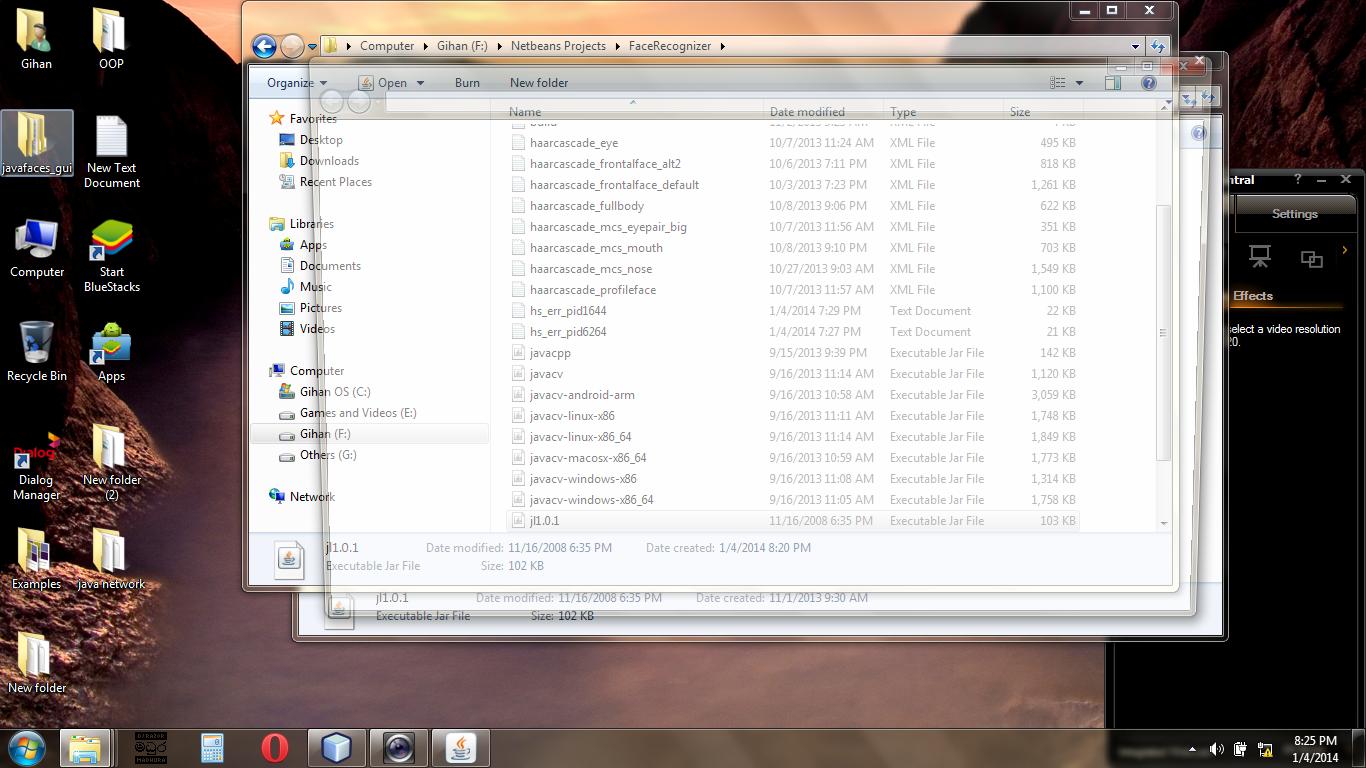 Gihan
OOP
javafaces_gui
New Text
Document
Computer
Start
BlueStacks
Recycle Bin
Apps
Dialog
Dialog
Manager
New folder
(2)
Examples
java network
New folder
Computer
Gihan (F:)
Netbeans Projects
FaceRecognizer
Organize
Open
Burn
New folder
Favorites
Desktop
Downloads
Recent Places
Libraries
Apps
Documents
Music
Pictures
Videos
Computer
Gihan OS (C:)
Games and Videos (E:)
Gihan (F:)
Others (G:)
Network
Name Date modified Type Size
haarcascade_eye 10/7/2013 11:24 AM XML File 495 KB
haarcascade_frontalface_alt2 10/6/2013 7:11 PM XML File 818 KB
haarcascade_frontalface_default 10/3/2013 7:23 PM XML File 1,261 KB
haarcascade_fullbody 10/8/2013 9:06 PM XML File 622 KB
haarcascade_mcs_eyepair_big 10/7/2013 11:56 AM XML File 351 KB
haarcascade_mcs_mouth 10/8/2013 9:10 PM XML File 703 KB
haarcascade_mcs_nose 10/27/2013 9:03 AM XML File 1,549 KB
haarcascade_profileface 10/7/2013 11:57 AM XML File 1,100 KB
hs_err_pid1644 1/4/2014 7:29 PM Text Document 22 KB
hs_err_pid6264 1/4/2014 7:27 PM Text Document 21 KB
javacpp 9/15/2013 9:39 PM Executable Jar File 142 KB
javacv 9/16/2013 11:14 AM Executable Jar File 1,120 KB
javacv-android-arm 9/16/2013 10:58 AM Executable Jar File 3,059 KB
javacv-linux-x86 9/16/2013 11:11 AM Executable Jar File 1,748 KB
javacv-linux-x86_64 9/16/2013 11:14 AM Executable Jar File 1,849 KB
javacv-macosx-x86_64 9/16/2013 10:59 AM Executable Jar File 1,773 KB
javacv-windows-x86 9/16/2013 11:08 AM Executable Jar File 1,314 KB
javacv-windows-x86_64 9/16/2013 11:05 AM Executable Jar File 1,758 KB
jl1.0.1 11/16/2008 6:35 PM Executable Jar File 103 KB
jl1.0.1 Date modified: 11/16/2008 6:35 PM Date created: 1/4/2014 8:20 PM
Executable Jar File Size: 102 KB
jl1.0.1 Date modified: 11/16/2008 6:35 PM Date created: 11/1/2013 9:30 AM
Executable Jar File Size: 102 KB
ntral
Settings
Effects
select a video resolution
20.
මධුර
MADHURA
8:25 PM
1/4/2014